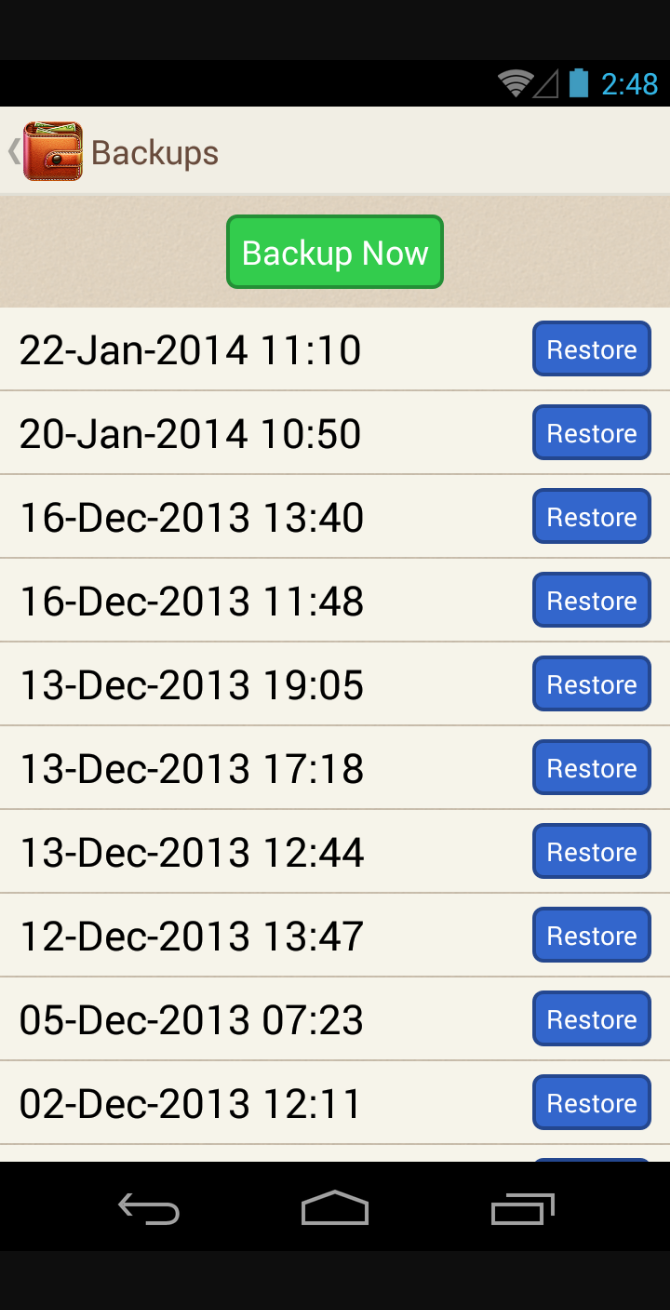 2:48
Backups
Backup Now
22-Jan-2014 11:10 Restore
20-Jan-2014 10:50 Restore
16-Dec-2013 13:40 Restore
16-Dec-2013 11:48 Restore
13-Dec-2013 19:05 Restore
13-Dec-2013 17:18 Restore
13-Dec-2013 12:44 Restore
12-Dec-2013 13:47 Restore
05-Dec-2013 07:23 Restore
02-Dec-2013 12:11 Restore